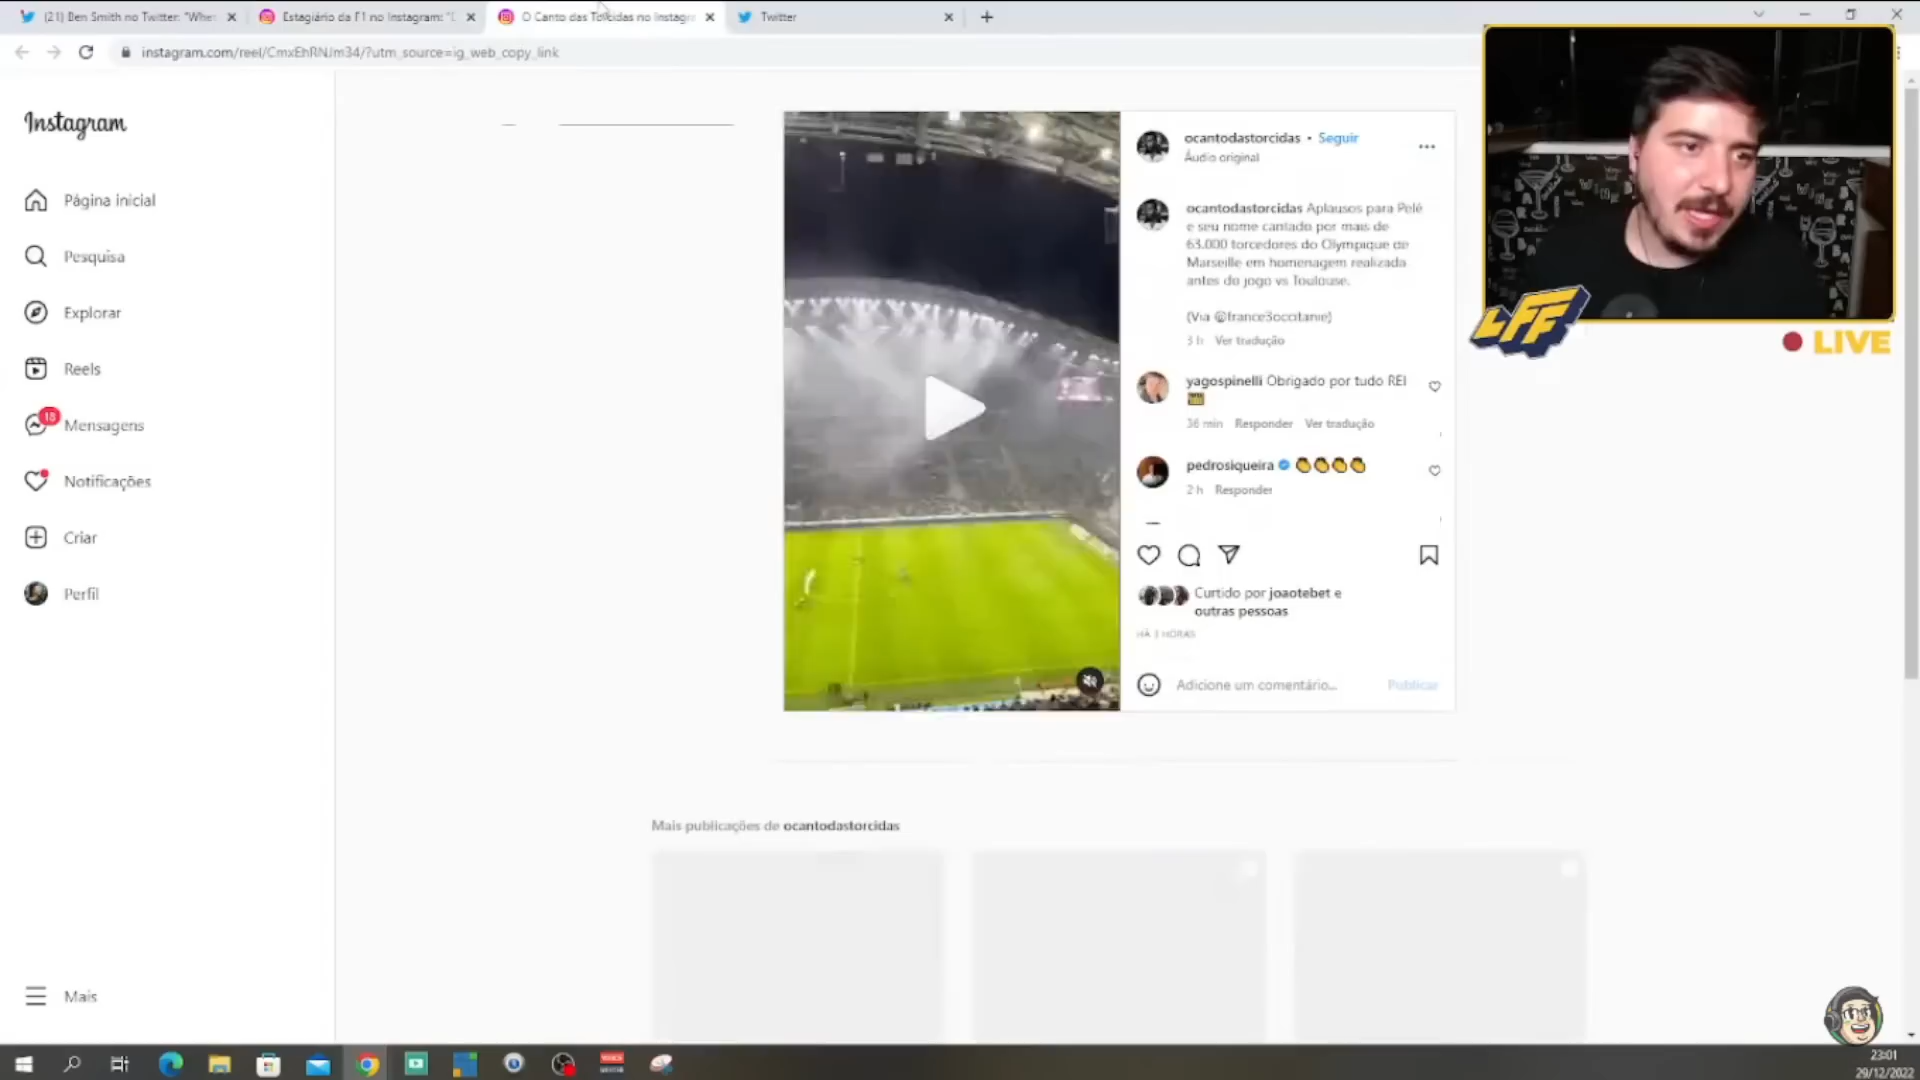 (21) Ben Smith no Twitter: "Whe
Estagiário da F1 no Instagram: "
O Canto das Torcidas no Instagra
Twitter
instagram.com/reel/CmxEhRNJm34/?utm_source=ig_web_copy_link
Instagram
Página inicial
Pesquisa
Explorar
Reels
18
Mensagens
Notificações
Criar
Perfil
Mais
ocantodastorcidas • Seguir
Áudio original
ocantodastorcidas Aplausos para Pelé
e seu nome cantado por mais de
63.000 torcedores do Olympique de
Marseille em homenagem realizada
antes do jogo vs Toulouse.
(Via @france3occitanie)
3 h Ver tradução
yagospinelli Obrigado por tudo REI
36 min Responder Ver tradução
pedrosiqueira 👏👏👏👏
2 h Responder
Curtido por joaotebet e
outras pessoas
HÁ 3 HORAS
Adicione um comentário...
Publicar
Mais publicações de ocantodastorcidas
LFF
LIVE
23:01
29/12/2022